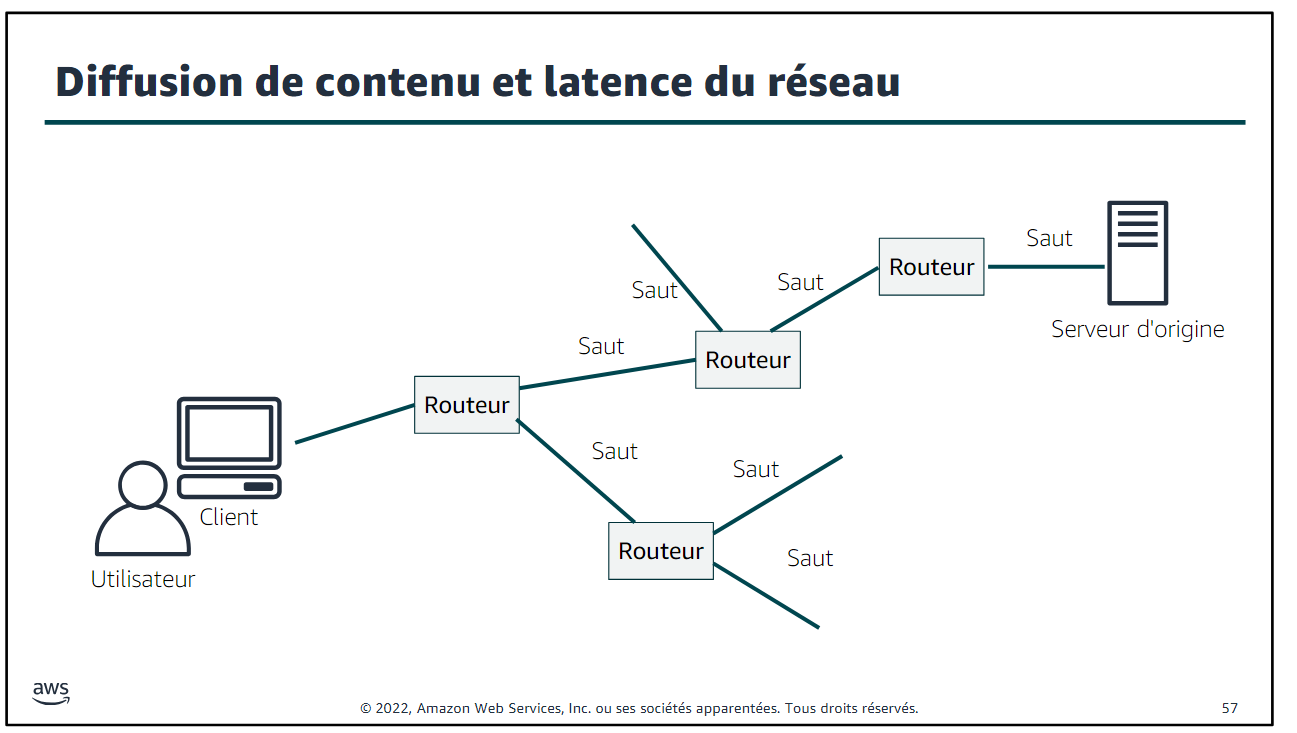 Diffusion de contenu et latence du réseau
Saut
Routeur
Saut
Saut
Serveur d'origine
Saut
Routeur
Routeur
Saut
Saut
Client
Routeur
Saut
Utilisateur
aws
© 2022, Amazon Web Services, Inc. ou ses sociétés apparentées. Tous droits réservés.
57